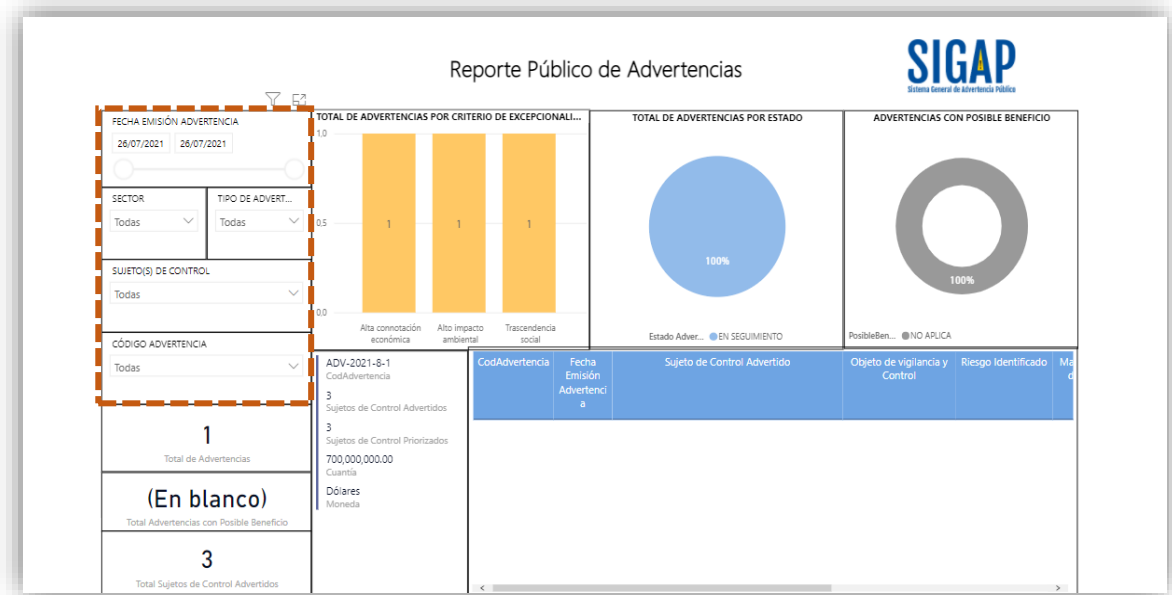 Reporte Público de Advertencias
SIGAP
Sistema General de Advertencia Pública
FECHA EMISIÓN ADVERTENCIA
26/07/2021 26/07/2021
SECTOR
Todas
TIPO DE ADVERT...
Todas
SUJETO(S) DE CONTROL
Todas
CÓDIGO ADVERTENCIA
Todas
1
Total de Advertencias
(En blanco)
Total Advertencias con Posible Beneficio
3
Total Sujetos de Control Advertidos
TOTAL DE ADVERTENCIAS POR CRITERIO DE EXCEPCIONALI...
1,0
0,5
0,0
1 1 1
Alta connotación
económica
Alto impacto
ambiental
Trascendencia
social
TOTAL DE ADVERTENCIAS POR ESTADO
100%
Estado Adver... EN SEGUIMIENTO
ADVERTENCIAS CON POSIBLE BENEFICIO
100%
PosibleBen... NO APLICA
ADV-2021-8-1
CodAdvertencia
3
Sujetos de Control Advertidos
3
Sujetos de Control Priorizados
700,000,000.00
Cuantía
Dólares
Moneda
CodAdvertencia
Fecha
Emisión
Advertenci
a
Sujeto de Control Advertido
Objeto de vigilancia y
Control
Riesgo Identificado
Ma
d